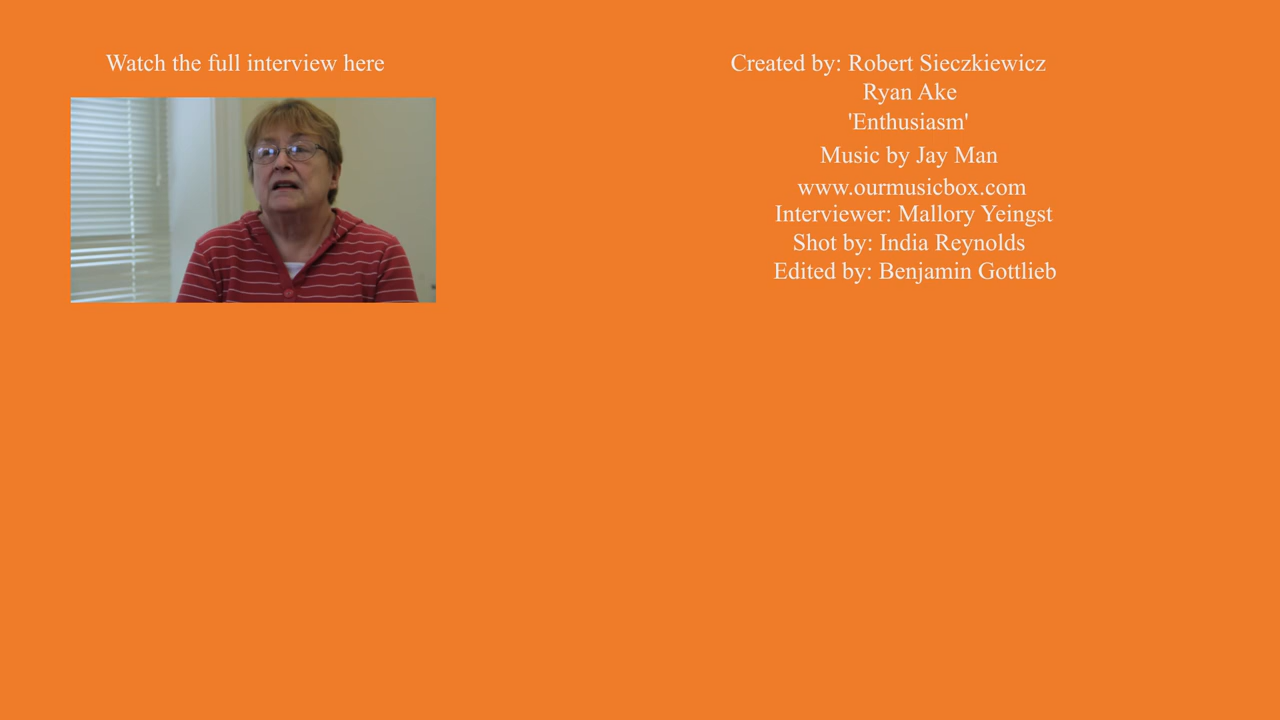 Watch the full interview here
Created by: Robert Sieczkiewicz
Ryan Ake
'Enthusiasm'
Music by Jay Man
www.ourmusicbox.com
Interviewer: Mallory Yeingst
Shot by: India Reynolds
Edited by: Benjamin Gottlieb